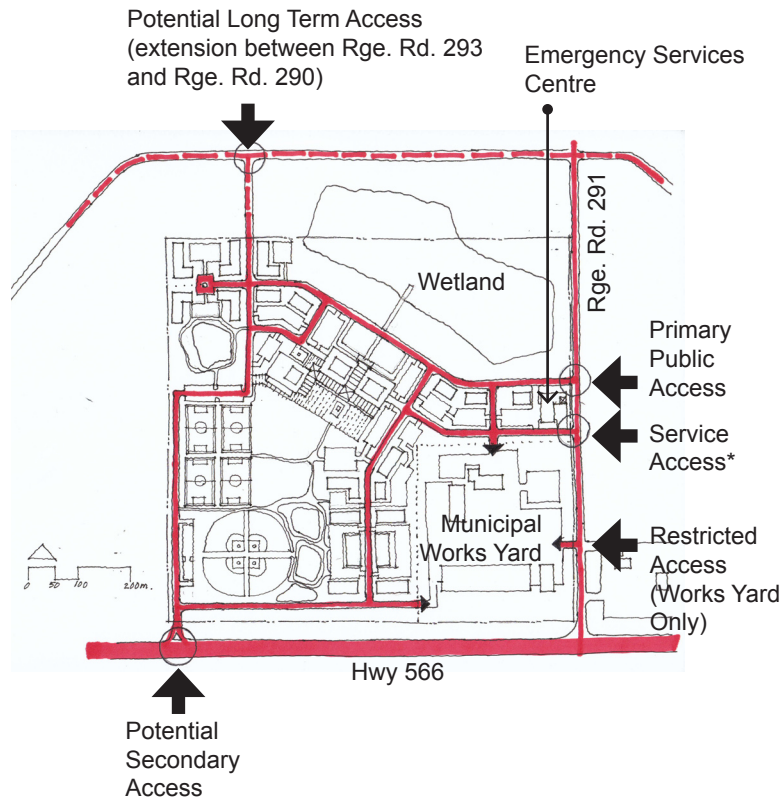 Potential Long Term Access
(extension between Rge. Rd. 293
and Rge. Rd. 290)
Emergency Services
Centre
Rge. Rd. 291
Wetland
Primary
Public
Access
Service
Access*
Municipal
Works Yard
Restricted
Access
(Works Yard
Only)
0 50 100 200m.
Hwy 566
Potential
Secondary
Access